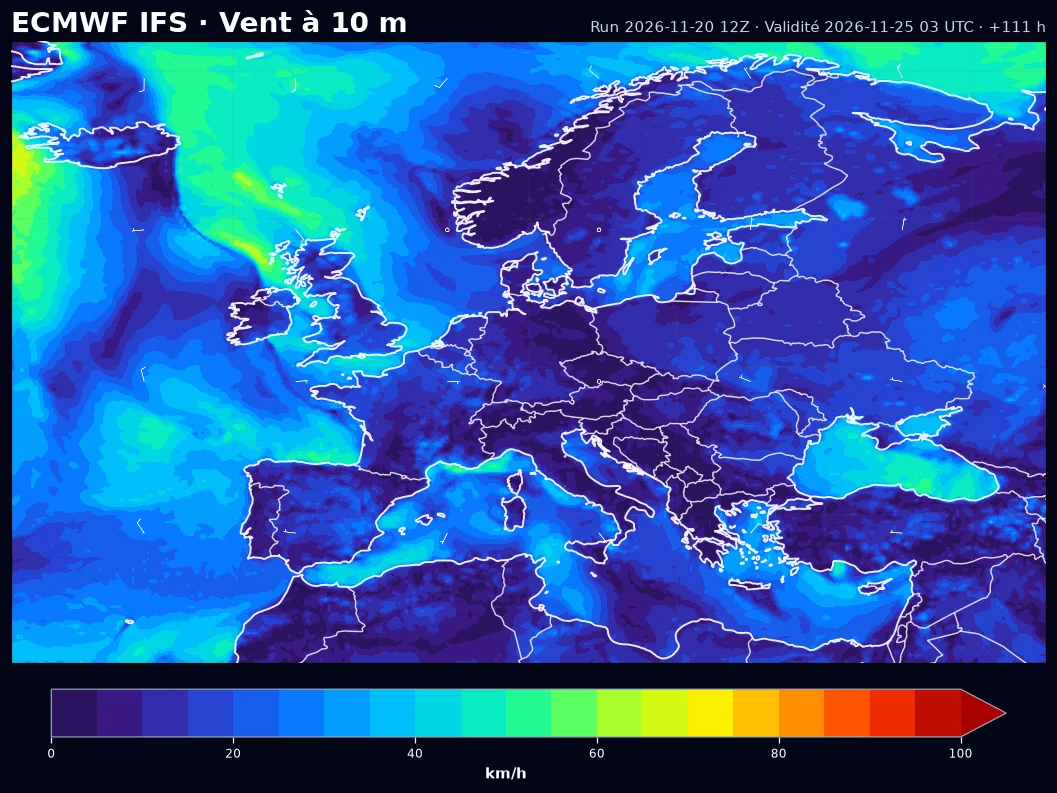 ECMWF IFS · Vent à 10 m
Run 2026-11-20 12Z · Validité 2026-11-25 03 UTC · +111 h
0 20 40 60 80 100
km/h